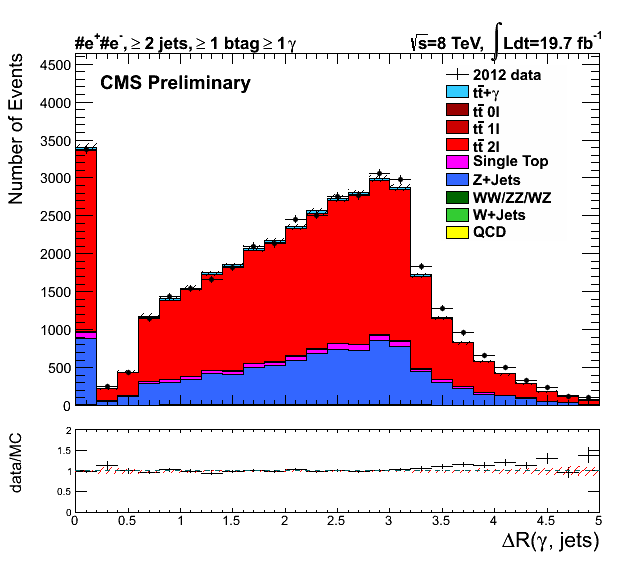 #e⁺#e⁻, ≥ 2 jets, ≥ 1 btag ≥ 1 γ √s=8 TeV, ∫Ldt=19.7 fb⁻¹
CMS Preliminary
2012 data
tt̄+γ
tt̄ 0l
tt̄ 1l
tt̄ 2l
Single Top
Z+Jets
WW/ZZ/WZ
W+Jets
QCD
Number of Events
4500
4000
3500
3000
2500
2000
1500
1000
500
0
data/MC
2
1.5
1
0.5
0
0 0.5 1 1.5 2 2.5 3 3.5 4 4.5 5
ΔR(γ, jets)